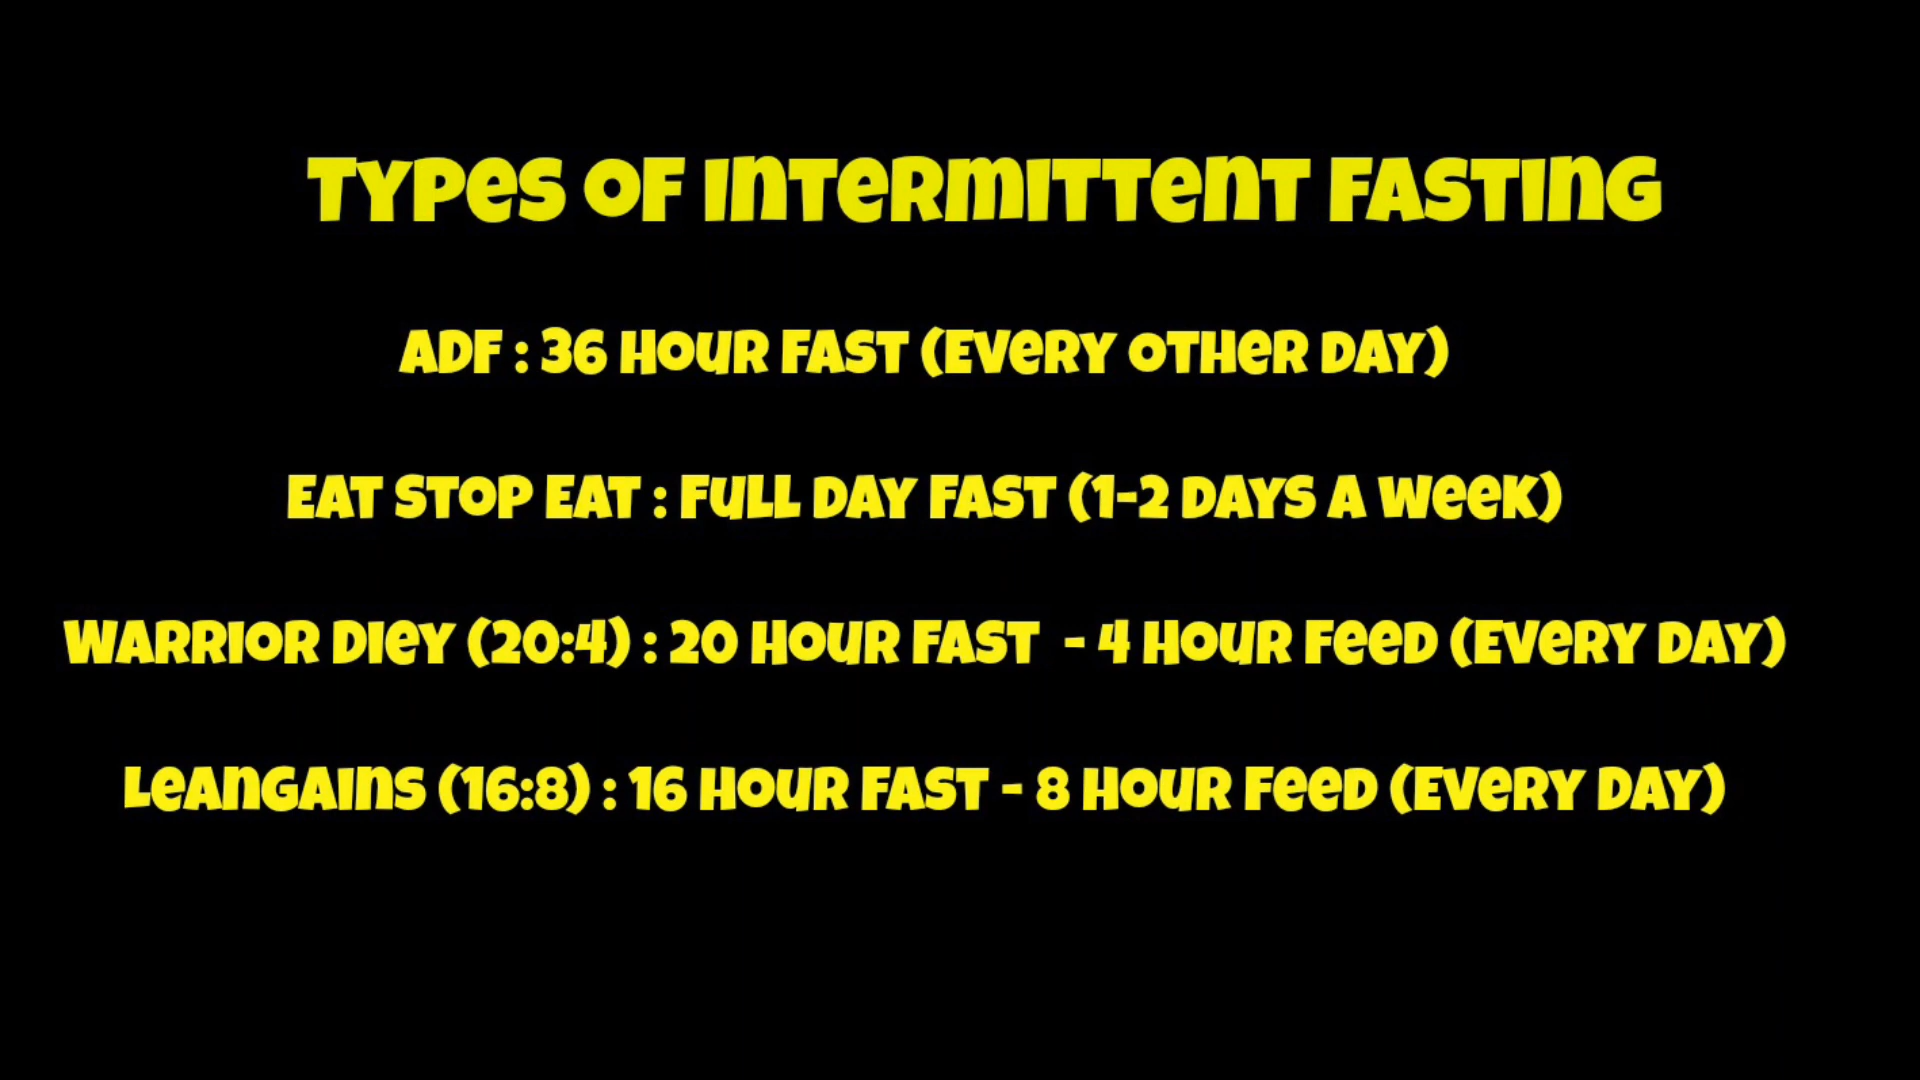 Types of Intermittent Fasting
ADF : 36 Hour Fast (Every other day)
Eat Stop Eat : Full Day Fast (1-2 days a week)
Warrior Diey (20:4) : 20 Hour Fast - 4 Hour Feed (Every day)
Leangains (16:8) : 16 Hour Fast - 8 Hour Feed (Every day)